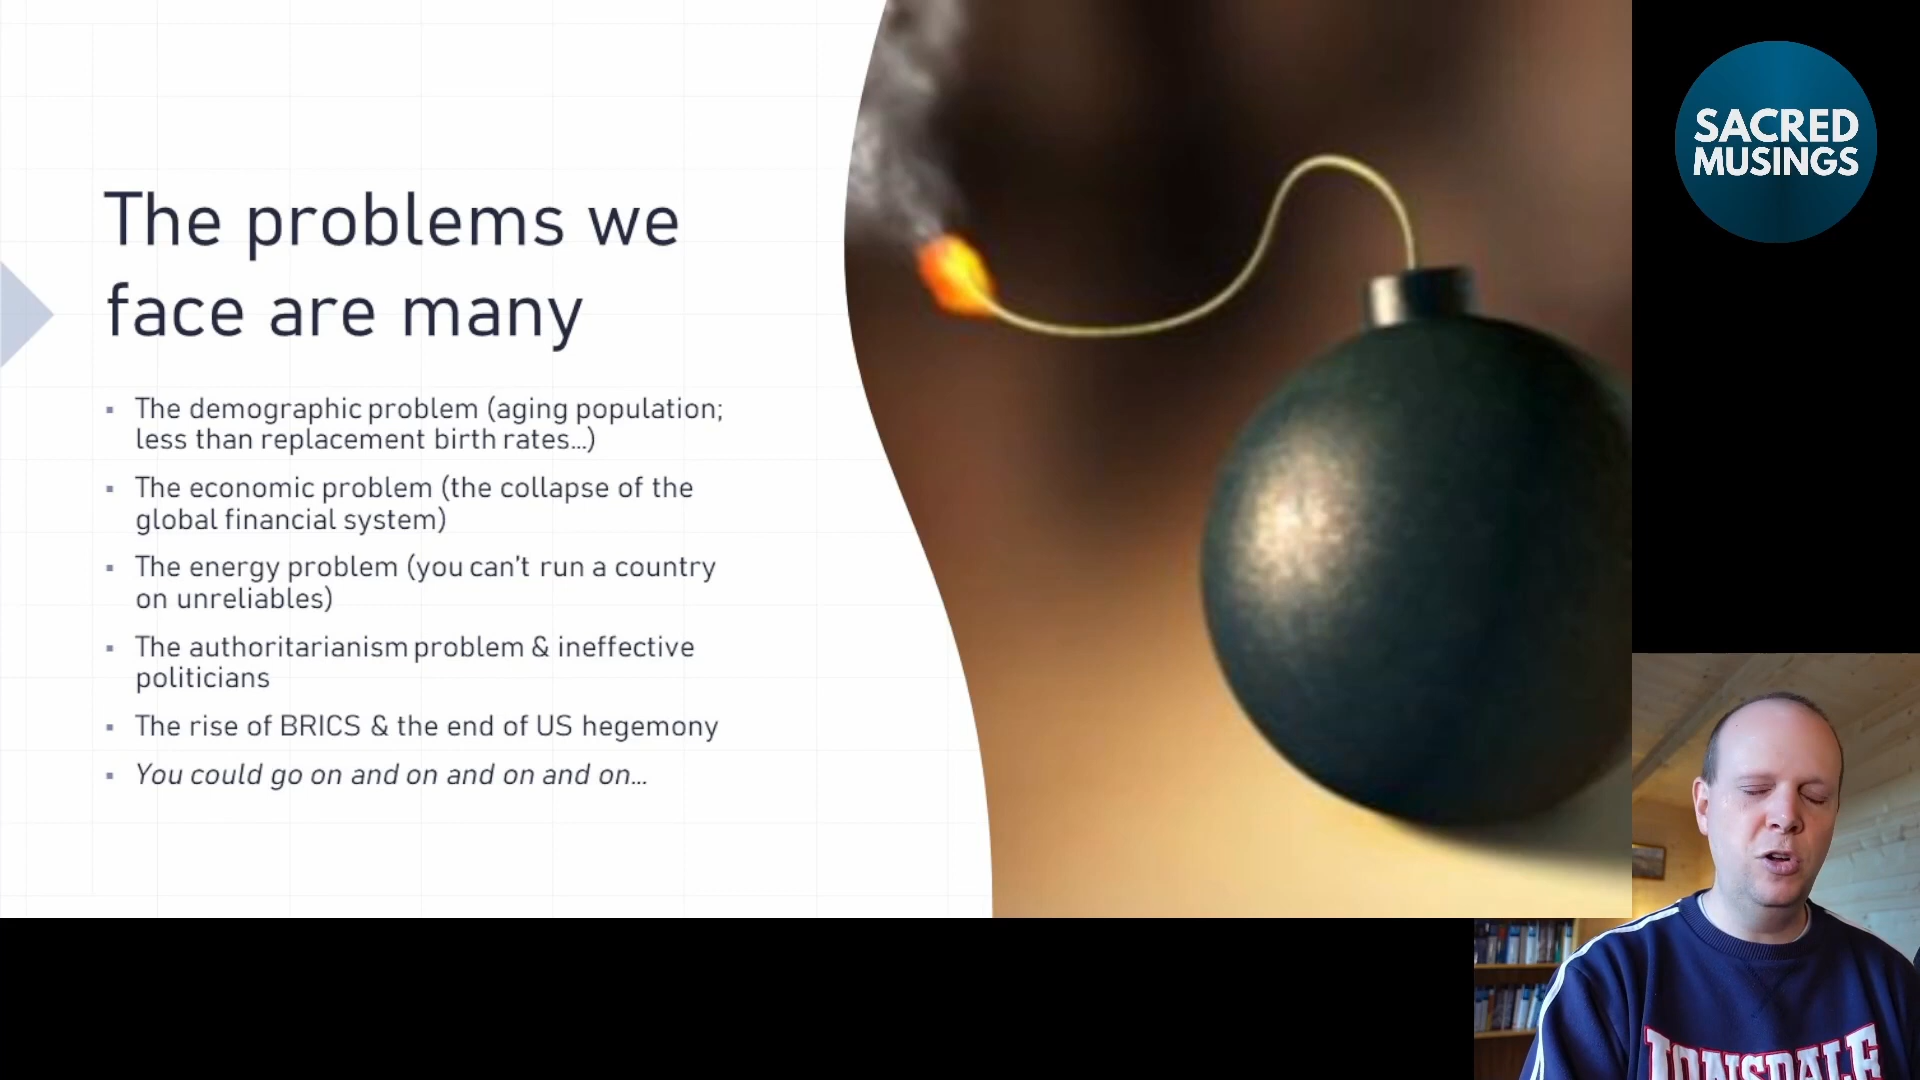 The problems we
face are many
▪ The demographic problem (aging population;
less than replacement birth rates...)
▪ The economic problem (the collapse of the
global financial system)
▪ The energy problem (you can't run a country
on unreliables)
▪ The authoritarianism problem & ineffective
politicians
▪ The rise of BRICS & the end of US hegemony
▪ You could go on and on and on and on...
SACRED
MUSINGS
LONSDALE